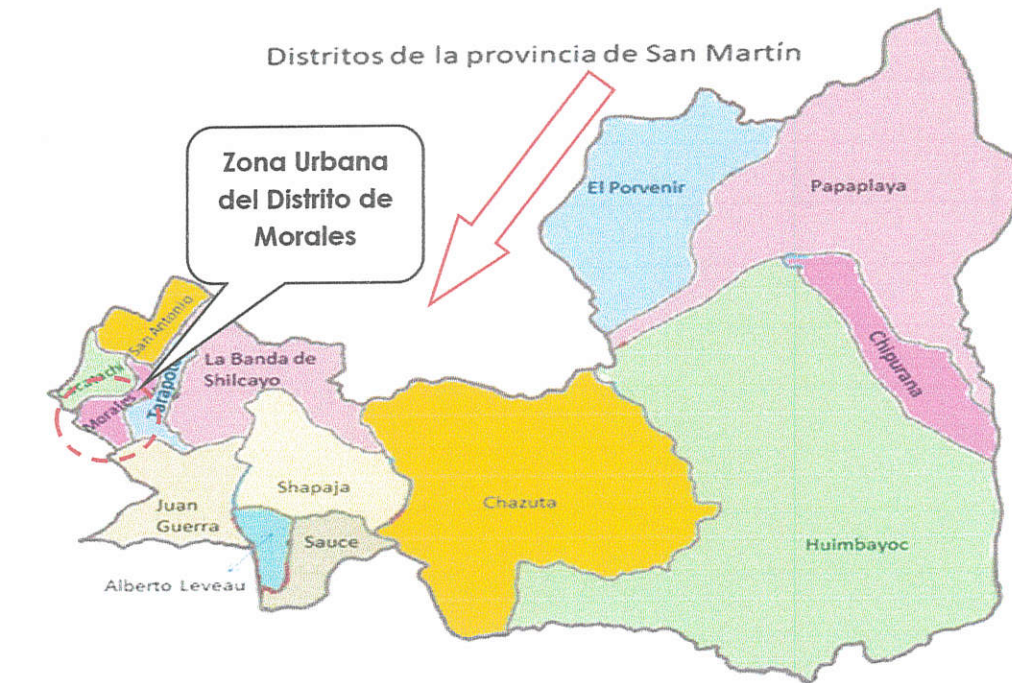 Distritos de la provincia de San Martín
Zona Urbana
del Distrito de
Morales
El Porvenir
Papaplaya
San Antonio
La Banda de
Shilcayo
Tarapoto
Morales
Chipurana
Juan
Guerra
Shapaja
Chazuta
Sauce
Huimbayoc
Alberto Leveau